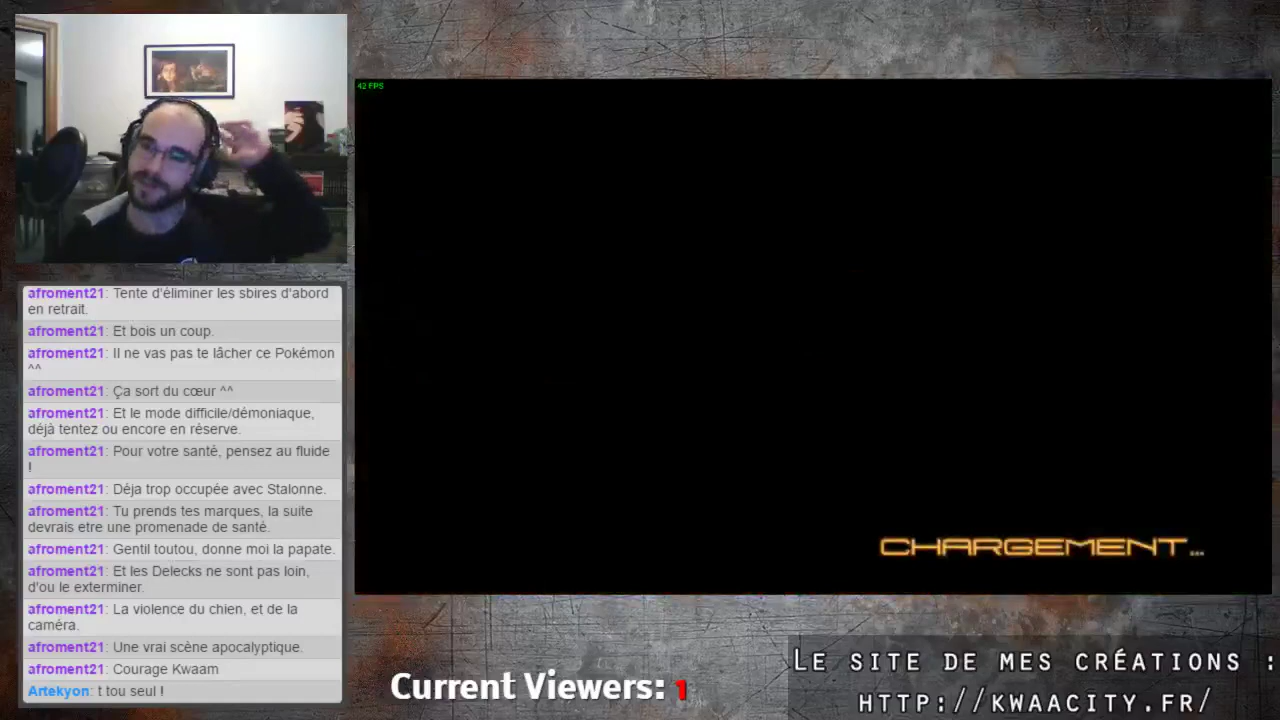 42 FPS
afroment21: Tente d'éliminer les sbires d'abord
en retrait.
afroment21: Et bois un coup.
afroment21: Il ne vas pas te lâcher ce Pokémon
^^
afroment21: Ça sort du cœur ^^
afroment21: Et le mode difficile/démoniaque,
déjà tentez ou encore en réserve.
afroment21: Pour votre santé, pensez au fluide
!
afroment21: Déja trop occupée avec Stalonne.
afroment21: Tu prends tes marques, la suite
devrais etre une promenade de santé.
afroment21: Gentil toutou, donne moi la papate.
afroment21: Et les Delecks ne sont pas loin,
d'ou le exterminer.
afroment21: La violence du chien, et de la
caméra.
afroment21: Une vrai scène apocalyptique.
afroment21: Courage Kwaam
Artekyon: t tou seul !
CHARGEMENT...
Current Viewers: 1
Le site de mes créations :
http://kwaacity.fr/